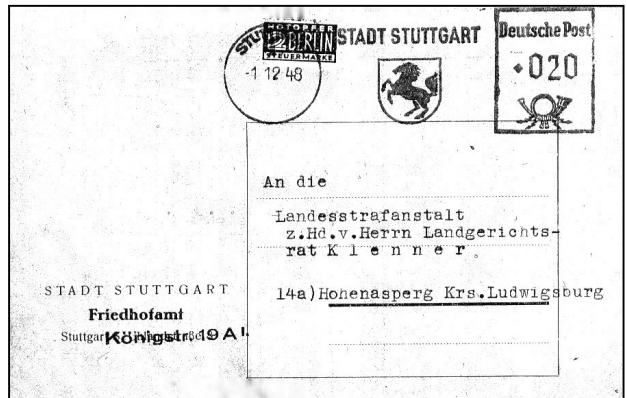 NOTOPFER
2 BERLIN
STEUERMARKE
STADT STUTTGART
Deutsche Post
-1 12 48
020
An die
Landesstrafanstalt
z.Hd.v.Herrn Landgerichts-
rat K l e n n e r .
14a)Hohenasperg Krs.Ludwigsburg
STADT STUTTGART
Friedhofamt
Königstr. 19 A